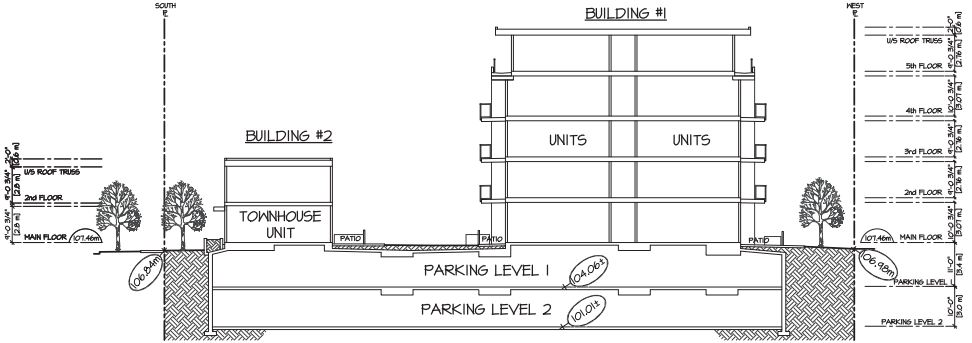 SOUTH
WEST
BUILDING #1
2'-0"
[0.6 m]
U/S ROOF TRUSS
9'-0 3/4"
[2.76 m.]
5th FLOOR
10'-0 3/4"
[3.07 m.]
4th FLOOR
9'-0 3/4"
[2.76 m.]
UNITS
UNITS
3rd FLOOR
9'-0 3/4"
[2.76 m.]
2nd FLOOR
10'-0 3/4"
[3.07 m.]
MAIN FLOOR
107.46m
106.98m
11'-0"
[3.4 m]
PARKING LEVEL 1
10'-0"
[3.0 m]
PARKING LEVEL 2
BUILDING #2
2'-0"
[0.6 m]
U/S ROOF TRUSS
9'-0 3/4"
[2.8 m]
2nd FLOOR
9'-0 3/4"
[2.8 m]
MAIN FLOOR
107.46m
106.84m
TOWNHOUSE
UNIT
PATIO
PATIO
PATIO
PARKING LEVEL 1
104.06±
PARKING LEVEL 2
101.01±